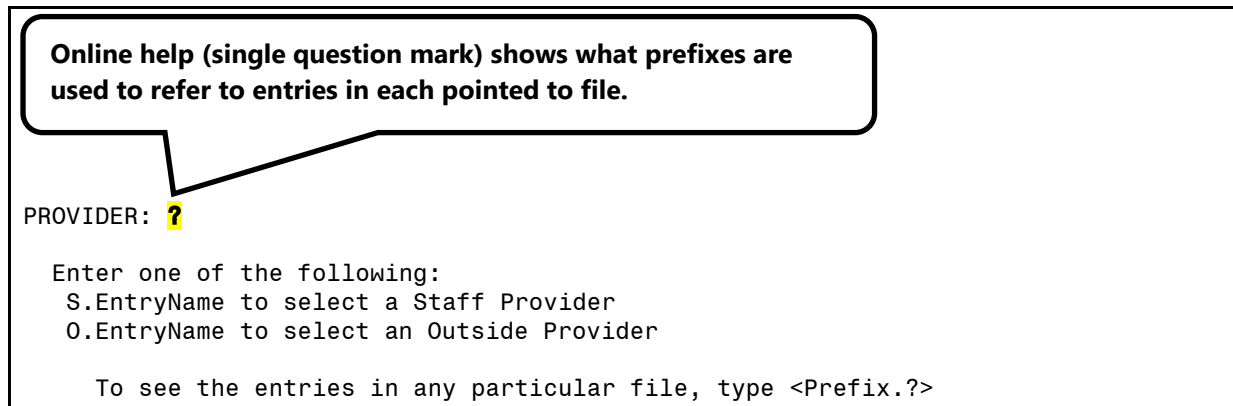 Online help (single question mark) shows what prefixes are
used to refer to entries in each pointed to file.
PROVIDER: ?
Enter one of the following:
S.EntryName to select a Staff Provider
O.EntryName to select an Outside Provider
To see the entries in any particular file, type <Prefix.?>